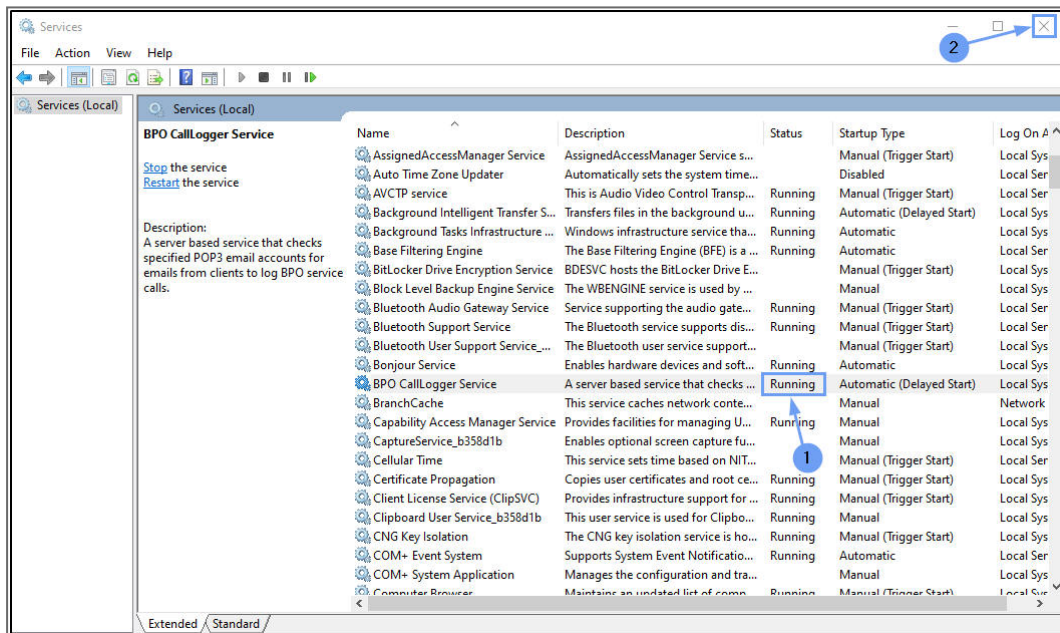 Services
File Action View Help
2
Services (Local)
Services (Local)
BPO CallLogger Service
Stop the service
Restart the service
Description:
A server based service that checks
specified POP3 email accounts for
emails from clients to log BPO service
calls.
Name Description Status Startup Type Log On A
AssignedAccessManager Service AssignedAccessManager Service s... Manual (Trigger Start) Local Sys
Auto Time Zone Updater Automatically sets the system time... Disabled Local Ser
AVCTP service This is Audio Video Control Transp... Running Manual (Trigger Start) Local Sys
Background Intelligent Transfer S... Transfers files in the background u... Running Automatic (Delayed Start) Local Sys
Background Tasks Infrastructure ... Windows infrastructure service tha... Running Automatic Local Sys
Base Filtering Engine The Base Filtering Engine (BFE) is a ... Running Automatic Local Ser
BitLocker Drive Encryption Service BDESVC hosts the BitLocker Drive E... Manual (Trigger Start) Local Sys
Block Level Backup Engine Service The WBENGINE service is used by ... Manual Local Sys
Bluetooth Audio Gateway Service Service supporting the audio gate... Running Manual (Trigger Start) Local Ser
Bluetooth Support Service The Bluetooth service supports dis... Running Manual (Trigger Start) Local Ser
Bluetooth User Support Service_... The Bluetooth user service support... Manual (Trigger Start) Local Sys
Bonjour Service Enables hardware devices and soft... Running Automatic Local Sys
BPO CallLogger Service A server based service that checks ... Running Automatic (Delayed Start) Local Sys
BranchCache This service caches network conte... Manual Network
Capability Access Manager Service Provides facilities for managing U... Running Manual Local Sys
CaptureService_b358d1b Enables optional screen capture fu... Manual Local Sys
1
Cellular Time This service sets time based on NIT... Manual (Trigger Start) Local Ser
Certificate Propagation Copies user certificates and root ce... Running Manual (Trigger Start) Local Sys
Client License Service (ClipSVC) Provides infrastructure support for ... Running Manual (Trigger Start) Local Sys
Clipboard User Service_b358d1b This user service is used for Clipbo... Running Manual Local Sys
CNG Key Isolation The CNG key isolation service is ho... Running Manual (Trigger Start) Local Sys
COM+ Event System Supports System Event Notificatio... Running Automatic Local Ser
COM+ System Application Manages the configuration and tra... Manual Local Sys
Computer Browser Maintains an updated list of comp... Running Manual (Trigger Start) Local Sys
Extended Standard